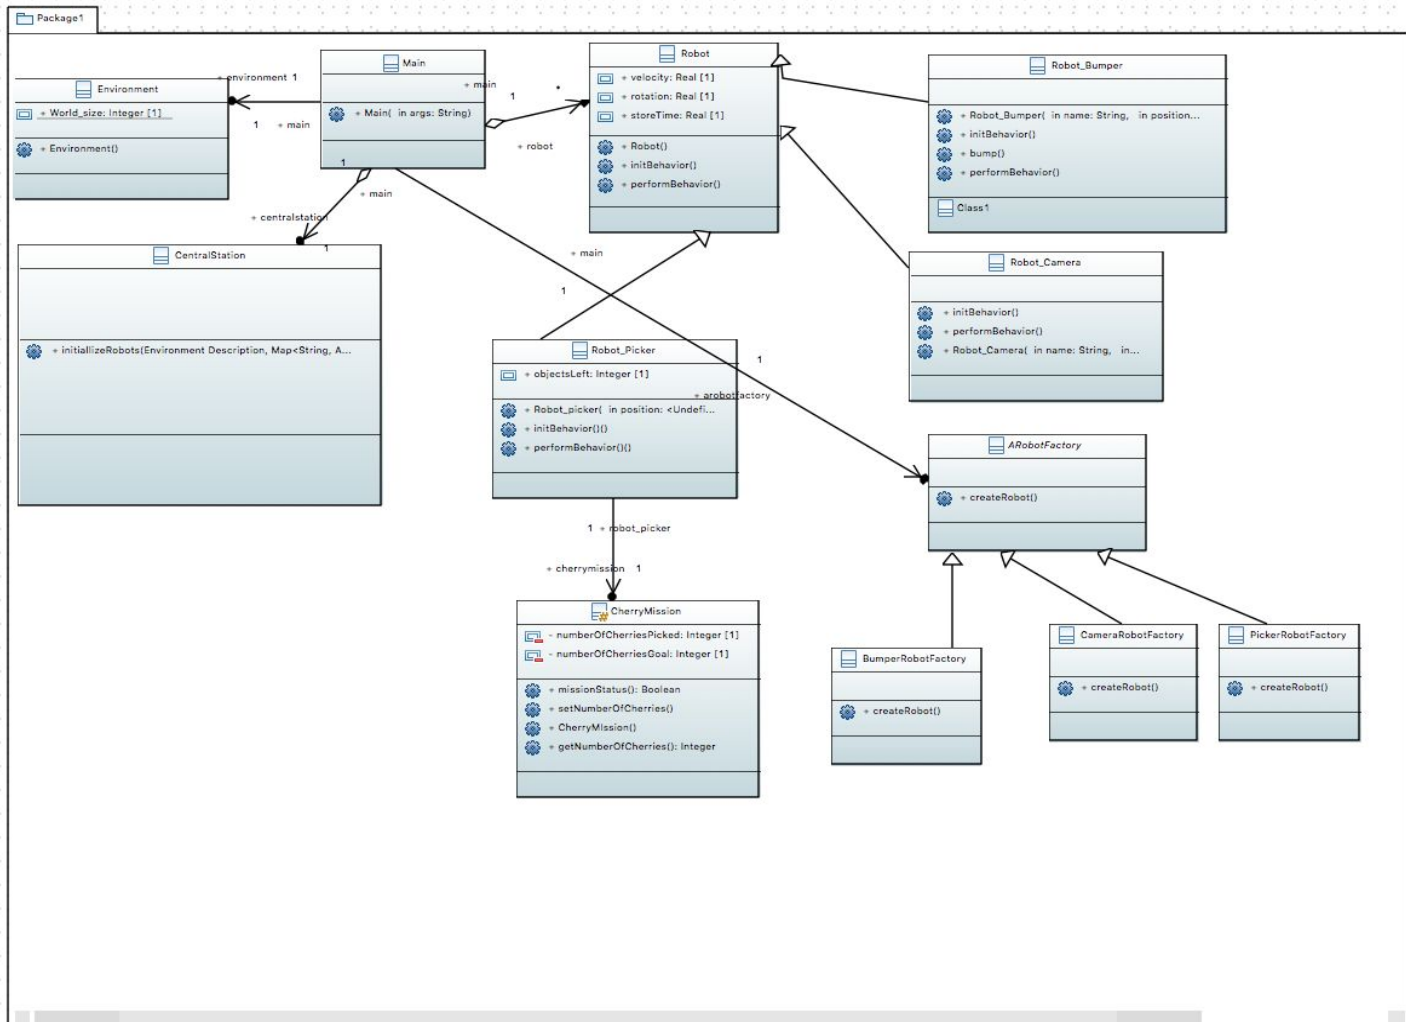 Package1
Environment
+ World_size: Integer [1]
+ Environment()
+ environment 1
1 + main
Main
+ Main( in args: String)
1
+ main
+ centralstation
1
+ main
1
*
+ robot
Robot
+ velocity: Real [1]
+ rotation: Real [1]
+ storeTime: Real [1]
+ Robot()
+ initBehavior()
+ performBehavior()
Robot_Bumper
+ Robot_Bumper( in name: String, in position...
+ initBehavior()
+ bump()
+ performBehavior()
Class1
CentralStation
+ initiallizeRobots(Environment Description, Map<String, A...
+ main
1
Robot_Camera
+ initBehavior()
+ performBehavior()
+ Robot_Camera( in name: String, in...
Robot_Picker
+ objectsLeft: Integer [1]
+ Robot_picker( in position: <Undefi...
+ initBehavior()()
+ performBehavior()()
1
+ arobotfactory
ARobotFactory
+ createRobot()
1 + robot_picker
+ cherrymission 1
CherryMission
- numberOfCherriesPicked: Integer [1]
- numberOfCherriesGoal: Integer [1]
+ missionStatus(): Boolean
+ setNumberOfCherries()
+ CherryMission()
+ getNumberOfCherries(): Integer
BumperRobotFactory
+ createRobot()
CameraRobotFactory
+ createRobot()
PickerRobotFactory
+ createRobot()